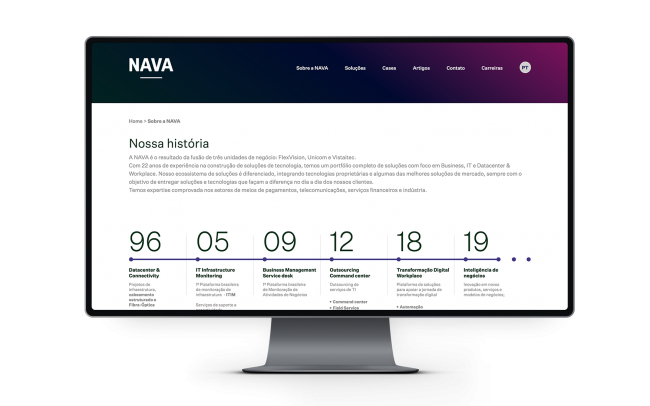 NAVA
Sobre a NAVA Soluções Cases Artigos Contato Carreiras PT
Home > Sobre a NAVA
Nossa história
A NAVA é o resultado da fusão de três unidades de negócio: FlexVision, Unicom e Vistatec.
Com 22 anos de experiência na construção de soluções de tecnologia, temos um portfólio completo de soluções com foco em Business, IT e Datacenter &
Workplace. Nosso ecossistema de soluções é diferenciado, integrando tecnologias proprietárias e algumas das melhores soluções de mercado, sempre com o
objetivo de entregar soluções e tecnologias que façam a diferença no dia a dia dos nossos clientes.
Temos expertise comprovada nos setores de meios de pagamentos, telecomunicações, serviços financeiros e indústria.
96 05 09 12 18 19
Datacenter & IT Infrastructure Business Management Outsourcing Transformação Digital Inteligência de
Connectivity Monitoring Service desk Command center Workplace negócios
Projetos de 1ª Plataforma brasileira 1ª Plataforma brasileira Outsourcing de Plataforma de soluções Inovação em novos
infraestrutura, de monitoração de de Monitoração de serviços de TI para apoiar a jornada de produtos, serviços e
cabeamento infraestrutura - ITIM Atividades de Negócios transformação digital modelos de negócios,
estruturado e + Command center
Fibra-Óptica Serviços de suporte a + Field Service + Automação